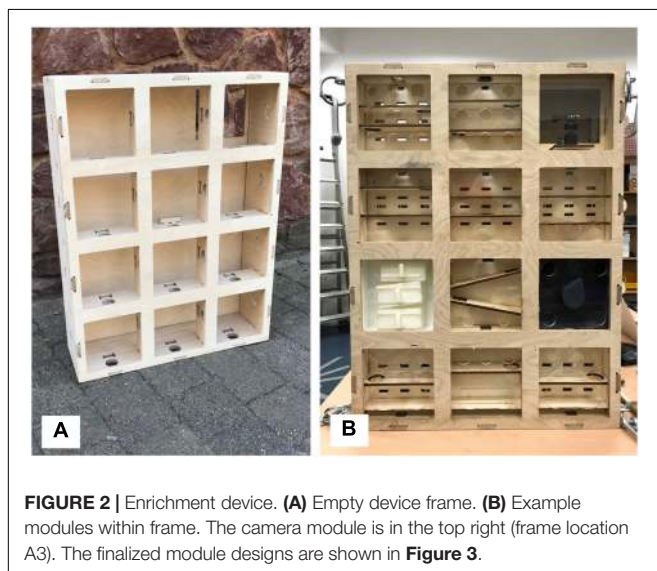 A
B
FIGURE 2 | Enrichment device. (A) Empty device frame. (B) Example
modules within frame. The camera module is in the top right (frame location
A3). The finalized module designs are shown in Figure 3.